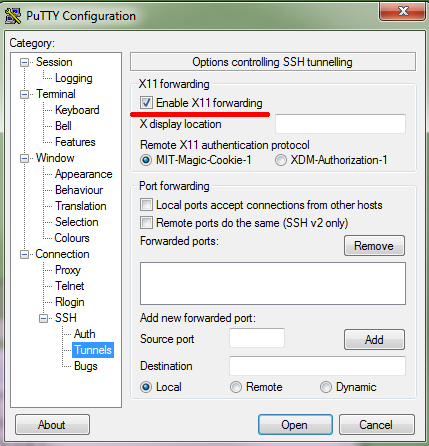 PuTTY Configuration
Category:
Session
Logging
Terminal
Keyboard
Bell
Features
Window
Appearance
Behaviour
Translation
Selection
Colours
Connection
Proxy
Telnet
Rlogin
SSH
Auth
Tunnels
Bugs
Options controlling SSH tunnelling
X11 forwarding
Enable X11 forwarding
X display location
Remote X11 authentication protocol
MIT-Magic-Cookie-1 XDM-Authorization-1
Port forwarding
Local ports accept connections from other hosts
Remote ports do the same (SSH v2 only)
Forwarded ports: Remove
Add new forwarded port:
Source port Add
Destination
Local Remote Dynamic
About Open Cancel